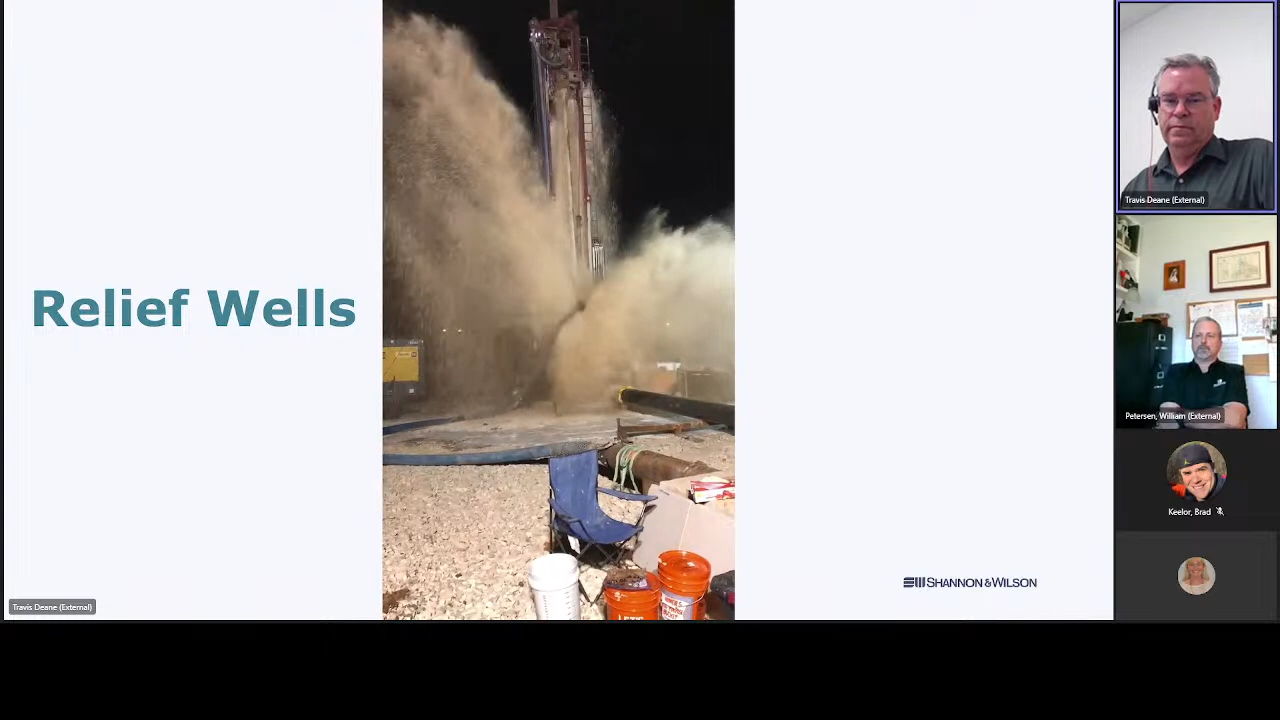 Relief Wells
SHANNON & WILSON
Travis Deane (External)
Travis Deane (External)
Petersen, William (External)
Keelor, Brad